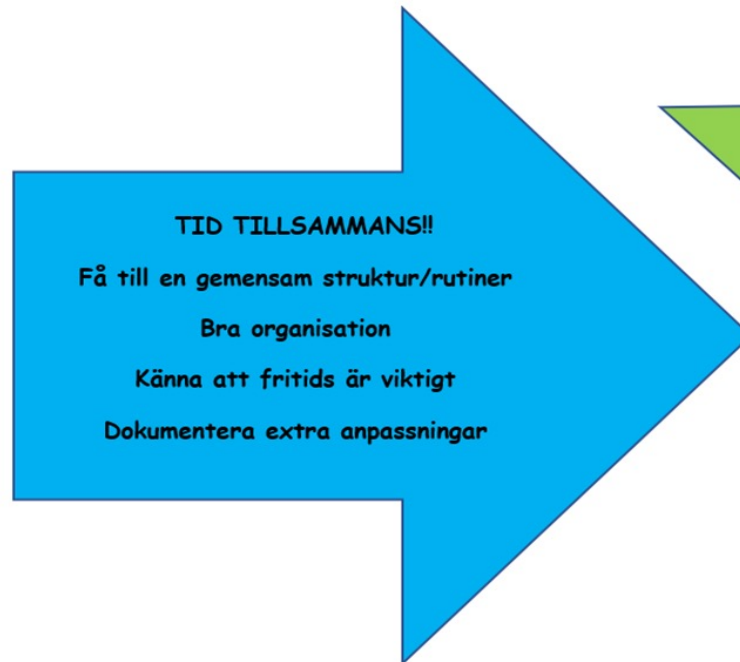 TID TILLSAMMANS!!
Få till en gemensam struktur/rutiner
Bra organisation
Känna att fritids är viktigt
Dokumentera extra anpassningar